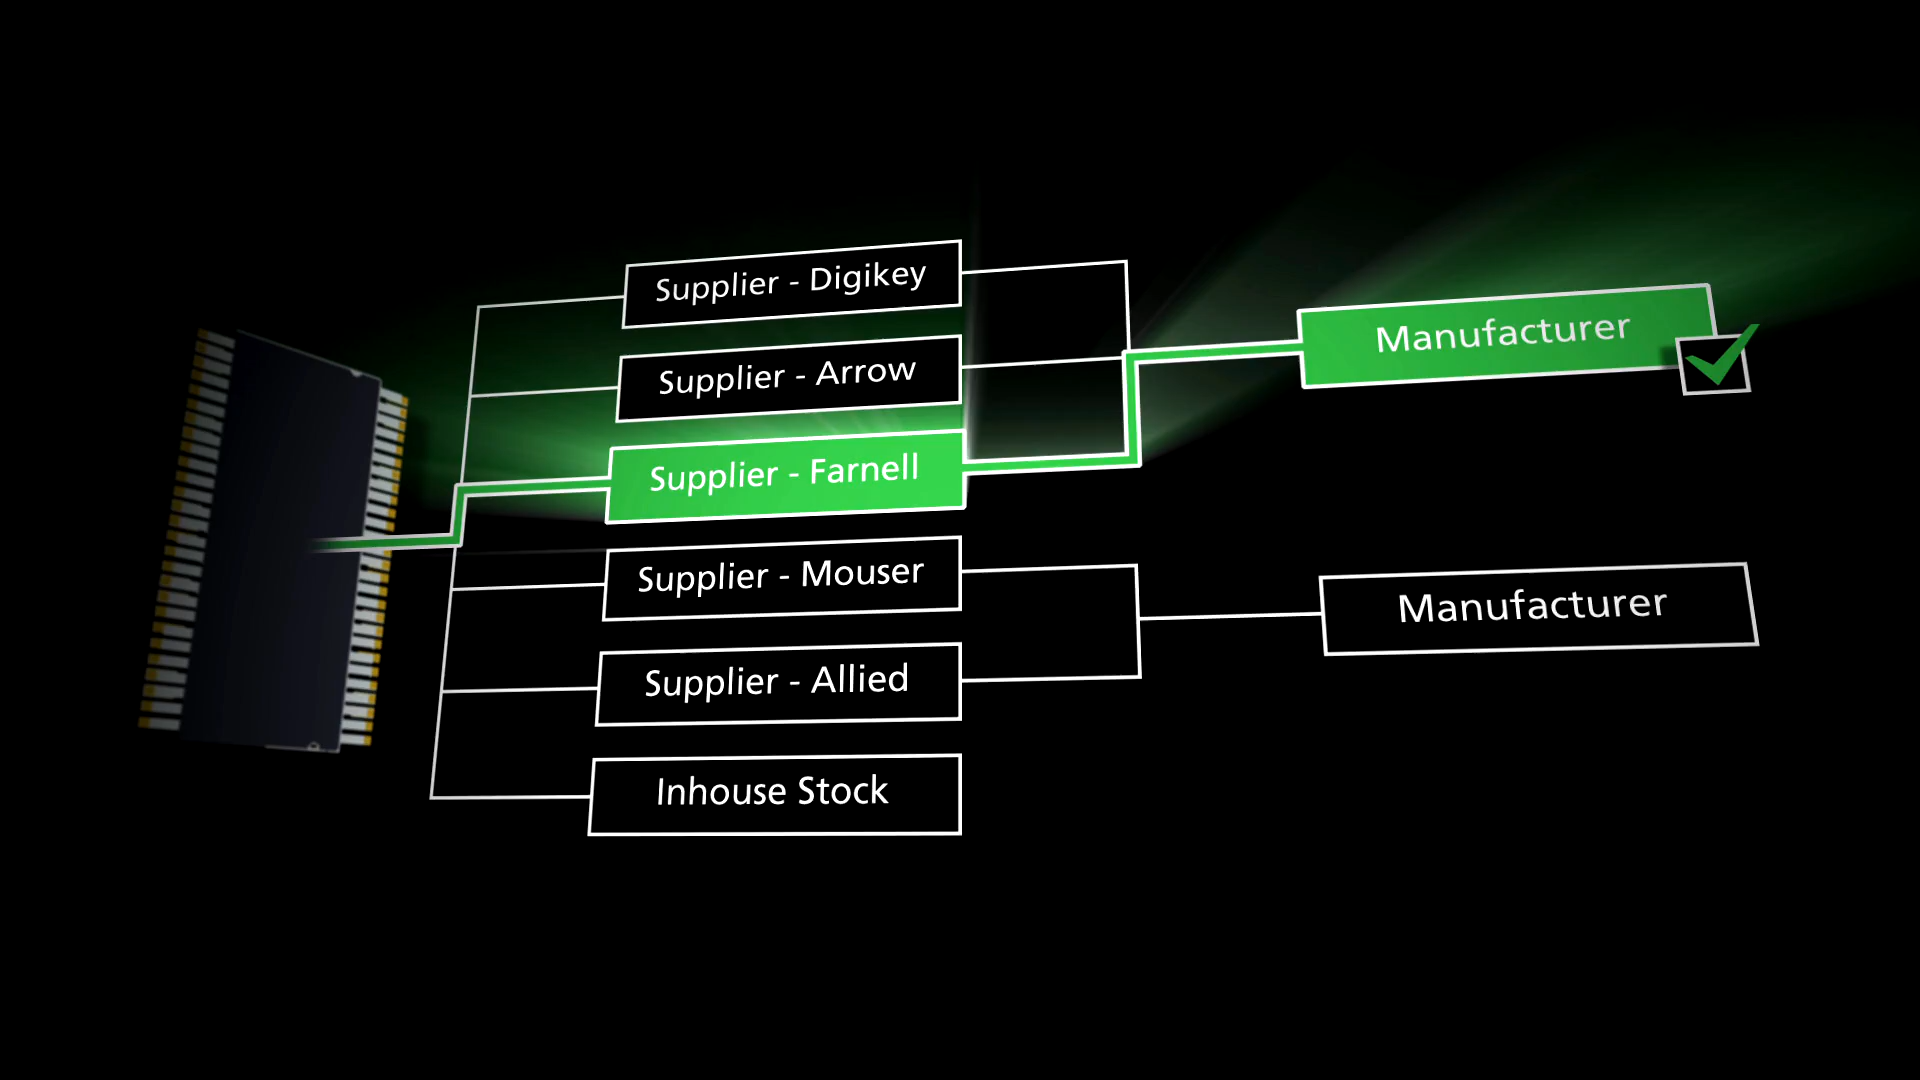 Supplier - Digikey
Supplier - Arrow
Supplier - Farnell
Supplier - Mouser
Supplier - Allied
Inhouse Stock
Manufacturer
Manufacturer